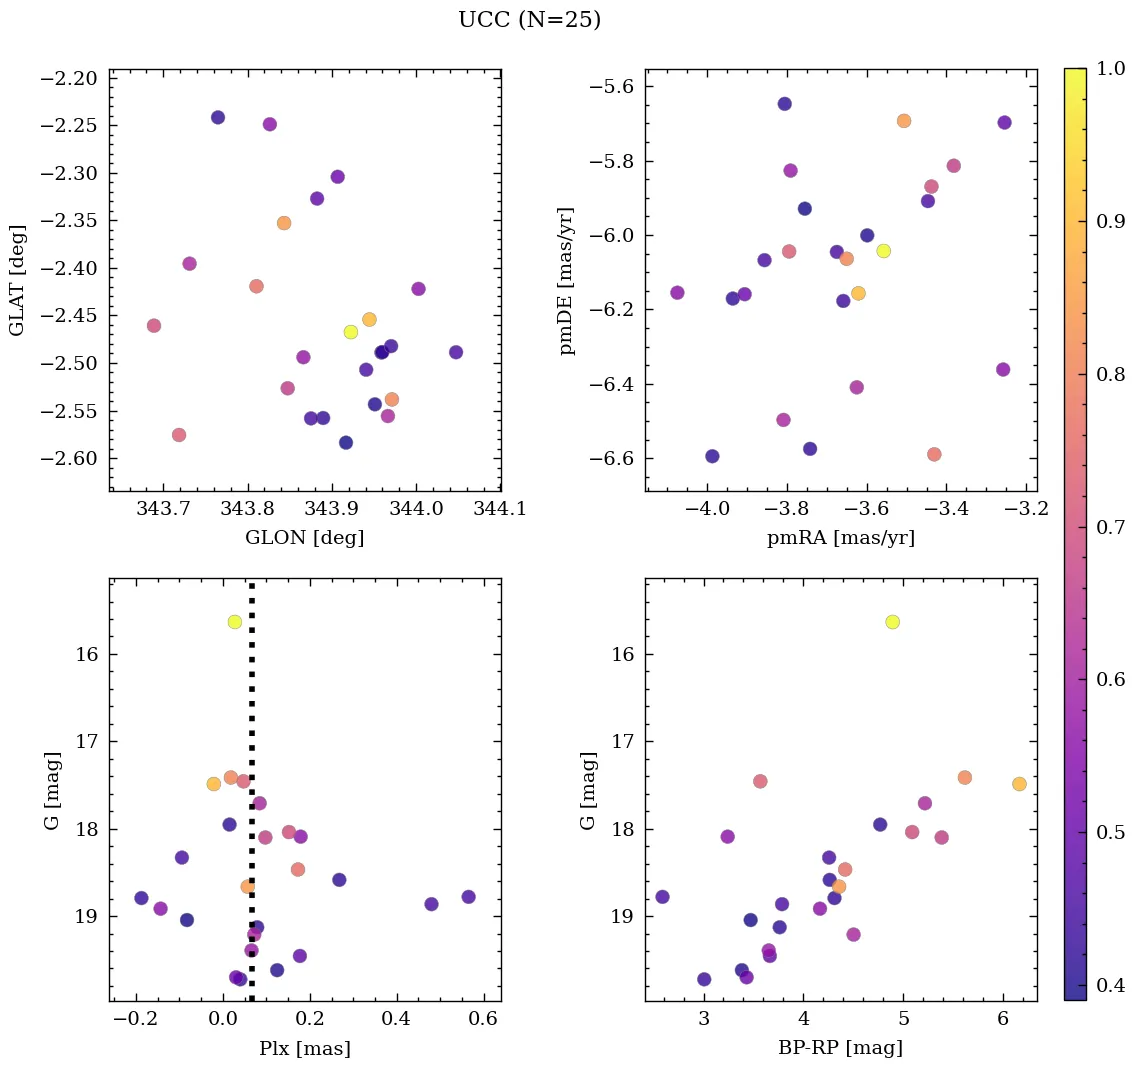 UCC (N=25)
−2.20
−2.25
−2.30
−2.35
−2.40
−2.45
−2.50
−2.55
−2.60
GLAT [deg]
343.7 343.8 343.9 344.0 344.1
GLON [deg]
−5.6
−5.8
−6.0
−6.2
−6.4
−6.6
pmDE [mas/yr]
−4.0 −3.8 −3.6 −3.4 −3.2
pmRA [mas/yr]
16
17
18
19
G [mag]
−0.2 0.0 0.2 0.4 0.6
Plx [mas]
16
17
18
19
G [mag]
3 4 5 6
BP-RP [mag]
1.0
0.9
0.8
0.7
0.6
0.5
0.4